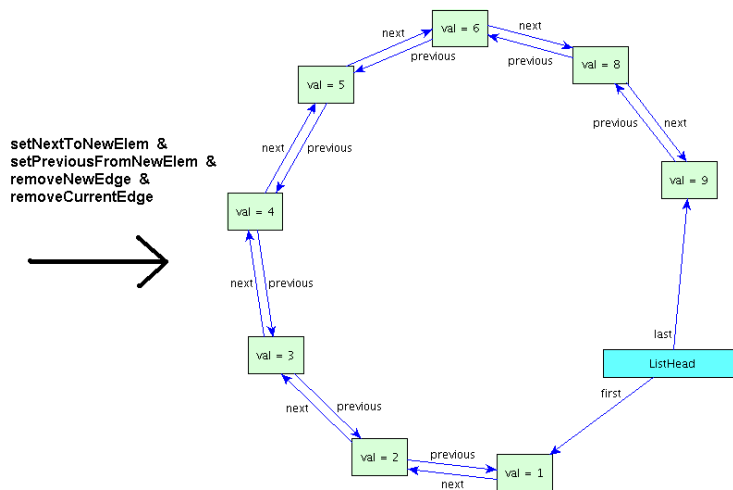 next
val = 6
next
previous
previous
val = 8
val = 5
setNextToNewElem &
setPreviousFromNewElem &
removeNewEdge &
removeCurrentEdge
next
previous
previous
next
val = 9
val = 4
next
previous
last
val = 3
ListHead
first
next
previous
val = 2
previous
val = 1
next